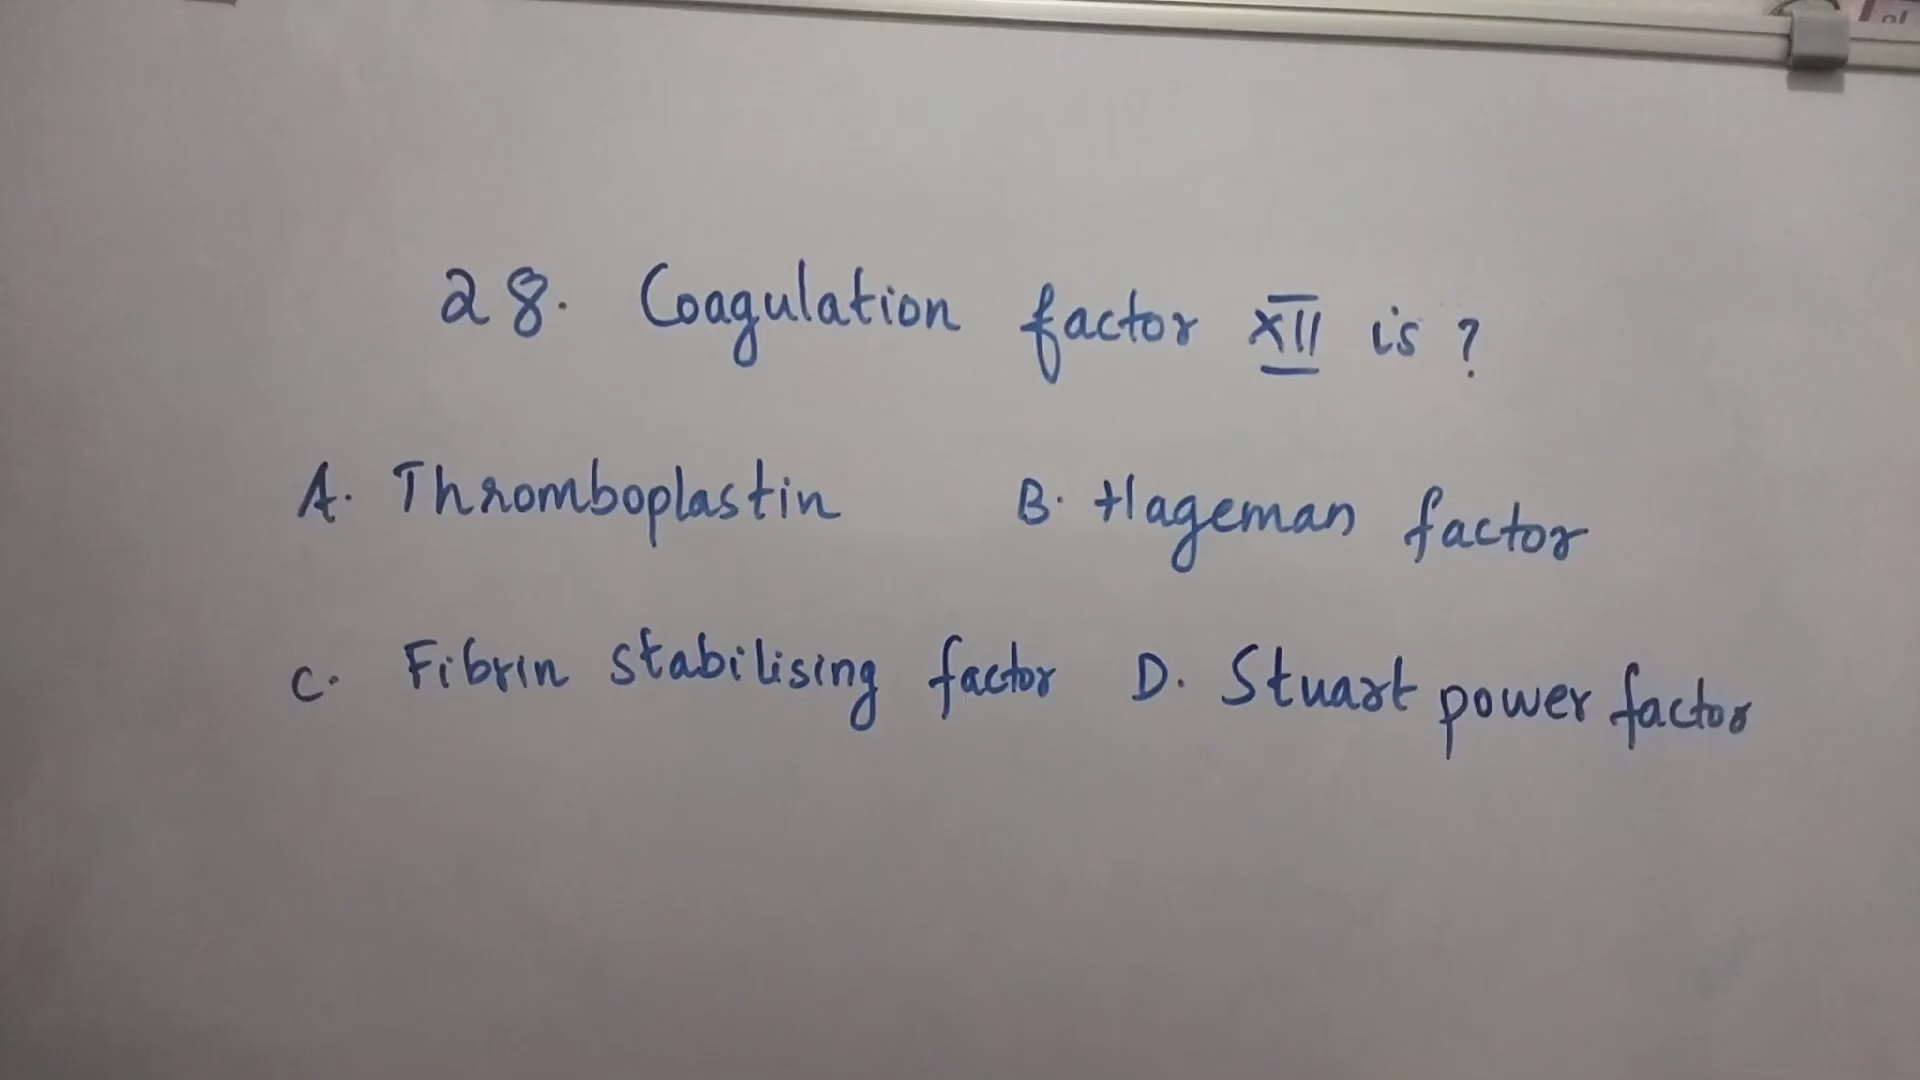 28. Coagulation factor XII is ?
A. Thromboplastin B. Hageman factor
C. Fibrin stabilising factor D. Stuart power factor